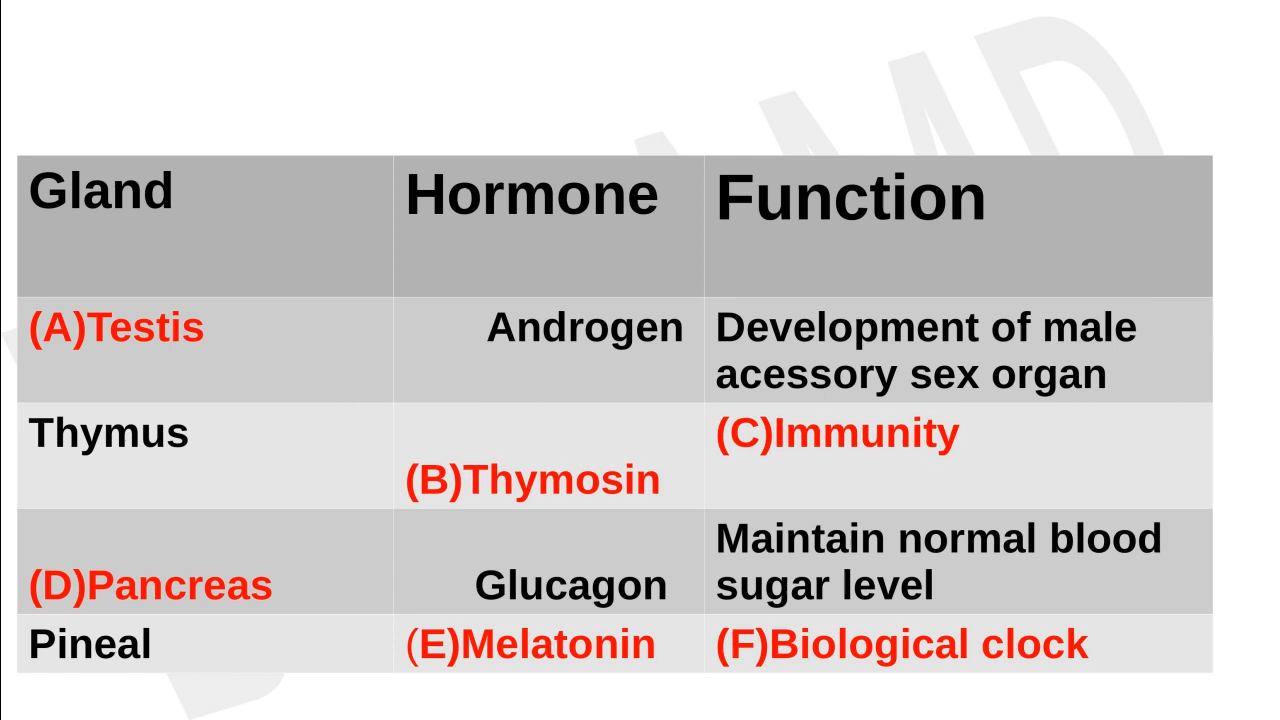 Gland Hormone Function
(A)Testis Androgen Development of male
acessory sex organ
Thymus (C)Immunity
(B)Thymosin
Maintain normal blood
(D)Pancreas Glucagon sugar level
Pineal (E)Melatonin (F)Biological clock